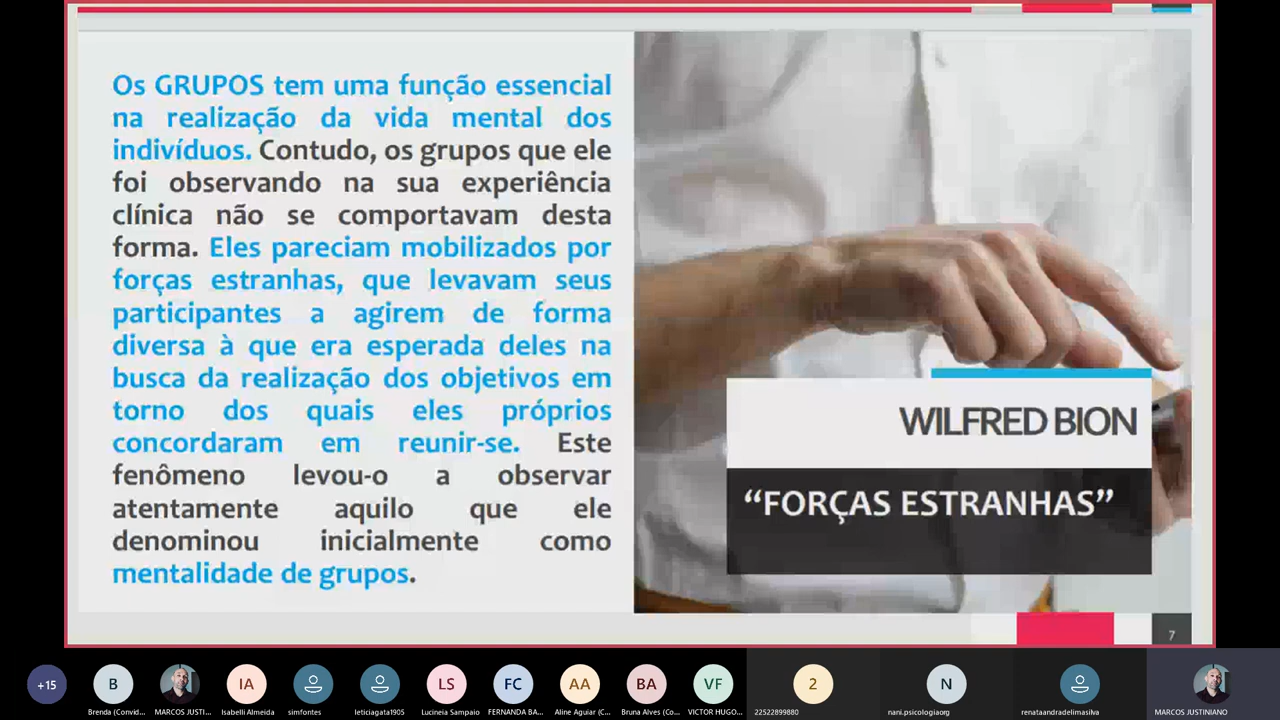 Os GRUPOS tem uma função essencial
na realização da vida mental dos
indivíduos. Contudo, os grupos que ele
foi observando na sua experiência
clínica não se comportavam desta
forma. Eles pareciam mobilizados por
forças estranhas, que levavam seus
participantes a agirem de forma
diversa à que era esperada deles na
busca da realização dos objetivos em
torno dos quais eles próprios
concordaram em reunir-se. Este
fenômeno levou-o a observar
atentamente aquilo que ele
denominou inicialmente como
mentalidade de grupos.
WILFRED BION
“FORÇAS ESTRANHAS”
7
+15
B
IA
LS
FC
AA
BA
VF
2
N
Brenda (Convid...
MARCOS JUSTI...
Isabelli Almeida
simfontes
leticiagata1905
Lucineia Sampaio
FERNANDA BA...
Aline Aguiar (C...
Bruna Alves (Co...
VICTOR HUGO...
22522899880
nani.psicologiaorg
renataandradelimasilva
MARCOS JUSTINIANO